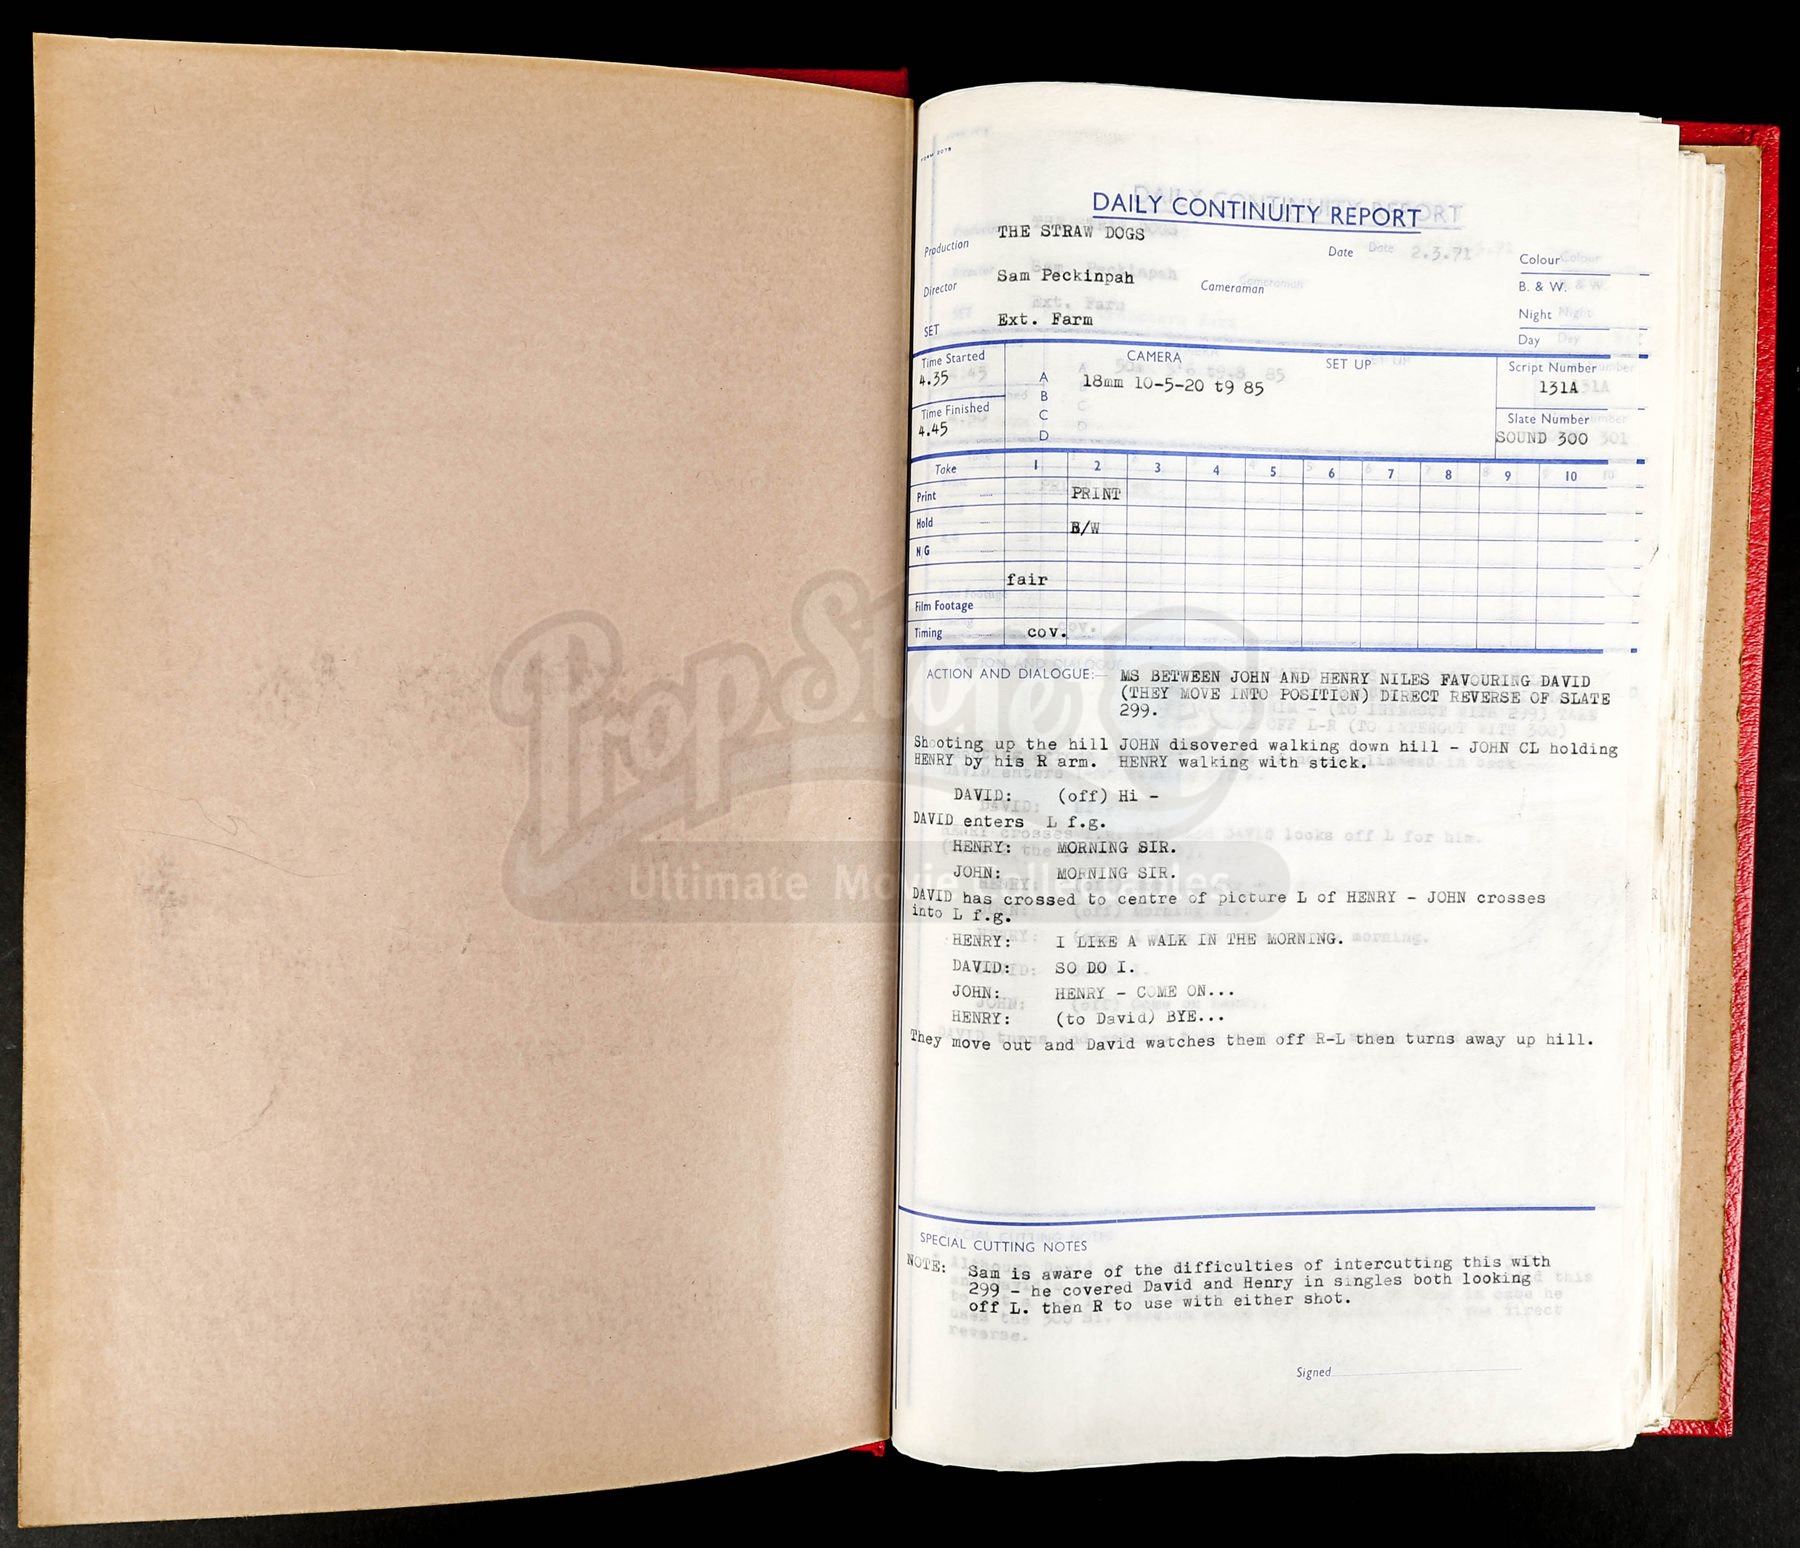 FORM 2075
DAILY CONTINUITY REPORT
Production THE STRAW DOGS
Date 2.3.71
Colour
Director Sam Peckinpah
Cameraman
B. & W.
SET Ext. Farm
Night
Day
Time Started
4.35
CAMERA
SET UP
Script Number
131A
A 18mm 10-5-20 t9 85
B
Time Finished
4.45
C
D
Slate Number
SOUND 300
Take 1 2 3 4 5 6 7 8 9 10
Print PRINT
Hold B/W
N/G
fair
Film Footage
Timing cov.
ACTION AND DIALOGUE:— MS BETWEEN JOHN AND HENRY NILES FAVOURING DAVID
(THEY MOVE INTO POSITION) DIRECT REVERSE OF SLATE
299.
Shooting up the hill JOHN disovered walking down hill - JOHN CL holding
HENRY by his R arm. HENRY walking with stick.
DAVID: (off) Hi -
DAVID enters L f.g.
HENRY: MORNING SIR.
JOHN: MORNING SIR.
DAVID has crossed to centre of picture L of HENRY - JOHN crosses
into L f.g.
HENRY: I LIKE A WALK IN THE MORNING.
DAVID: SO DO I.
JOHN: HENRY - COME ON...
HENRY: (to David) BYE...
They move out and David watches them off R-L then turns away up hill.
SPECIAL CUTTING NOTES
NOTE: Sam is aware of the difficulties of intercutting this with
299 - he covered David and Henry in singles both looking
off L. then R to use with either shot.
Signed
PropStore
Ultimate Movie Collectables